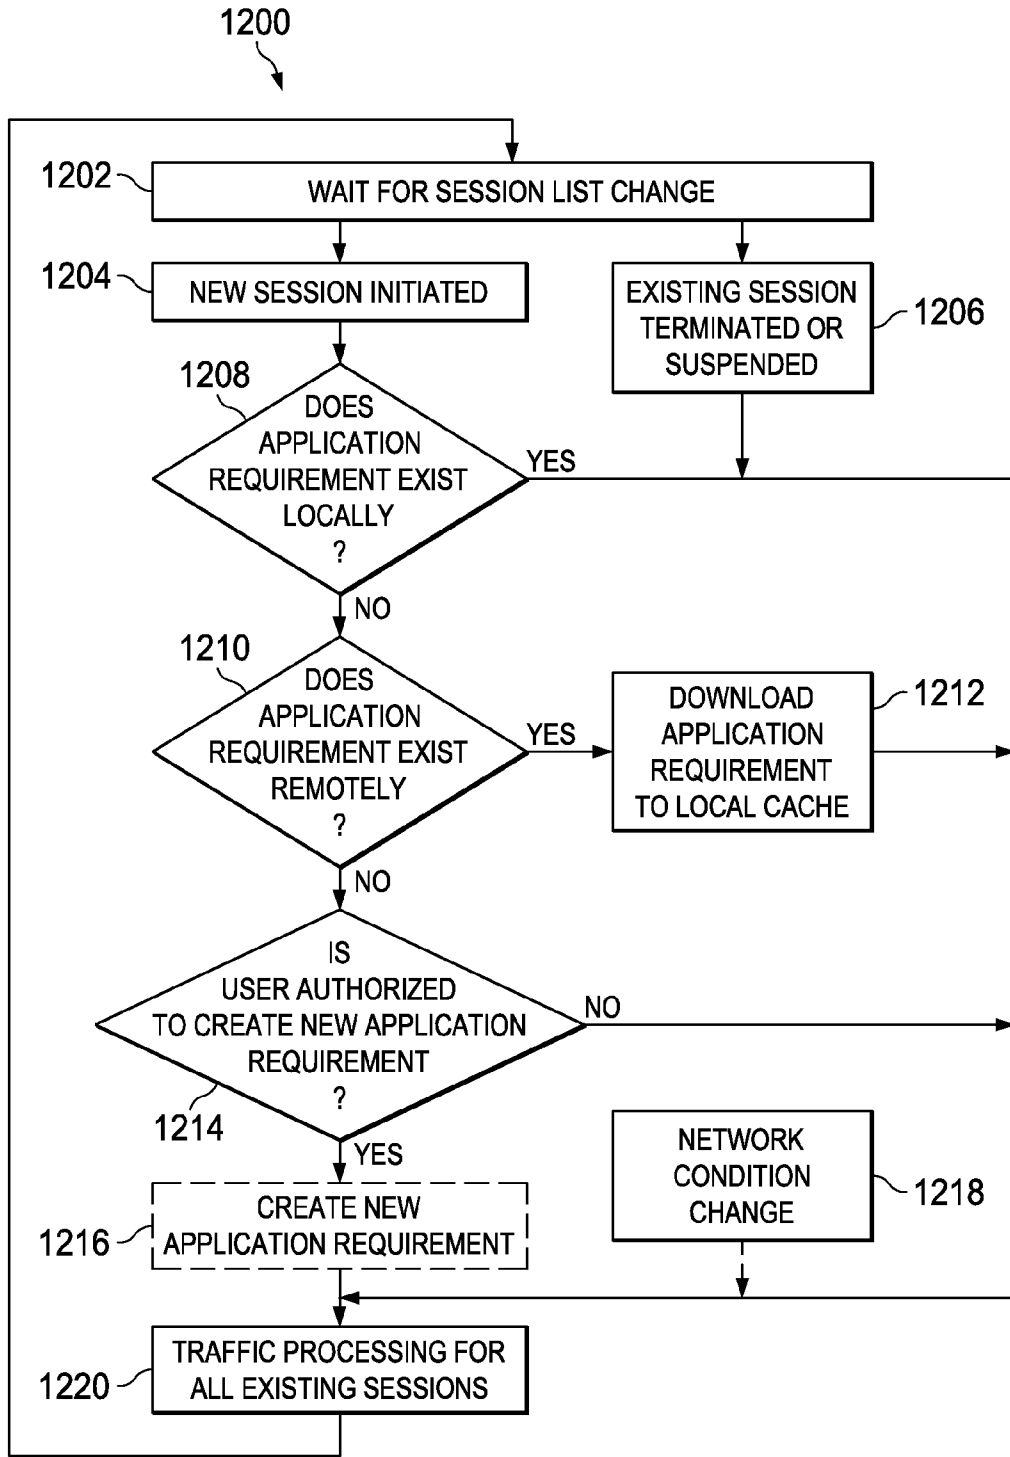 1200
1202
WAIT FOR SESSION LIST CHANGE
1204
NEW SESSION INITIATED
EXISTING SESSION
TERMINATED OR
SUSPENDED
1206
1208
DOES
APPLICATION
REQUIREMENT EXIST
LOCALLY
?
YES
NO
1210
DOES
APPLICATION
REQUIREMENT EXIST
REMOTELY
?
YES
DOWNLOAD
APPLICATION
REQUIREMENT
TO LOCAL CACHE
1212
NO
IS
USER AUTHORIZED
TO CREATE NEW APPLICATION
REQUIREMENT
?
NO
1214
YES
NETWORK
CONDITION
CHANGE
1218
1216
CREATE NEW
APPLICATION REQUIREMENT
1220
TRAFFIC PROCESSING FOR
ALL EXISTING SESSIONS